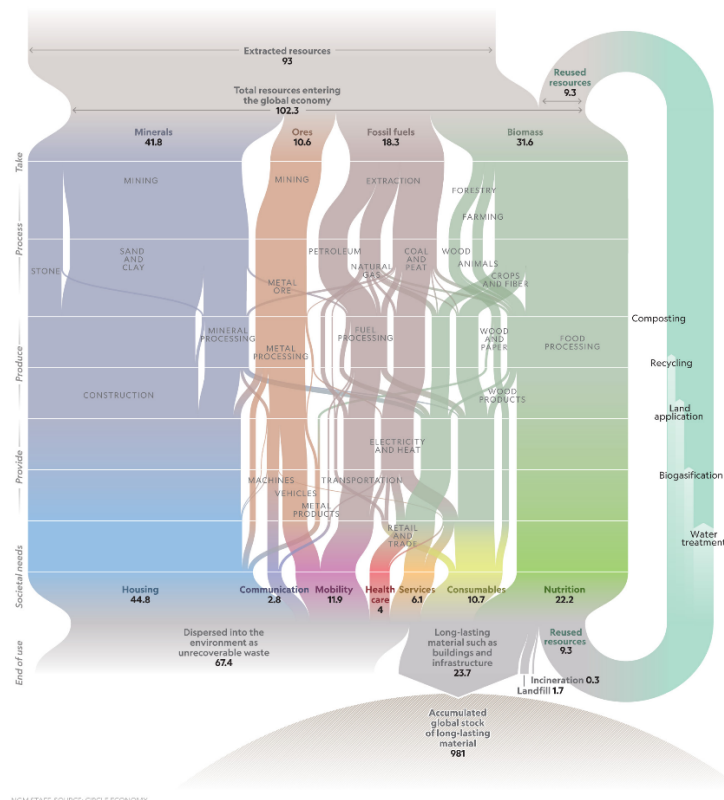 Extracted resources
93
Reused
resources
9.3
Total resources entering
the global economy
102.3
Minerals
41.8
Ores
10.6
Fossil fuels
18.3
Biomass
31.6
Take
MINING
MINING
EXTRACTION
FORESTRY
FARMING
Process
STONE
SAND
AND
CLAY
METAL
ORE
PETROLEUM
NATURAL
GAS
COAL
AND
PEAT
WOOD
ANIMALS
CROPS
AND FIBER
Produce
MINERAL
PROCESSING
METAL
PROCESSING
FUEL
PROCESSING
WOOD
AND
PAPER
FOOD
PROCESSING
CONSTRUCTION
WOOD
PRODUCTS
Provide
ELECTRICITY
AND HEAT
MACHINES
VEHICLES
METAL
PRODUCTS
TRANSPORTATION
RETAIL
AND
TRADE
Composting
Recycling
Land
application
Biogasification
Water
treatment
Societal needs
Housing
44.8
Communication
2.8
Mobility
11.9
Health
care
4
Services
6.1
Consumables
10.7
Nutrition
22.2
End of use
Dispersed into the
environment as
unrecoverable waste
67.4
Long-lasting
material such as
buildings and
infrastructure
23.7
Reused
resources
9.3
Incineration 0.3
Landfill 1.7
Accumulated
global stock
of long-lasting
material
981